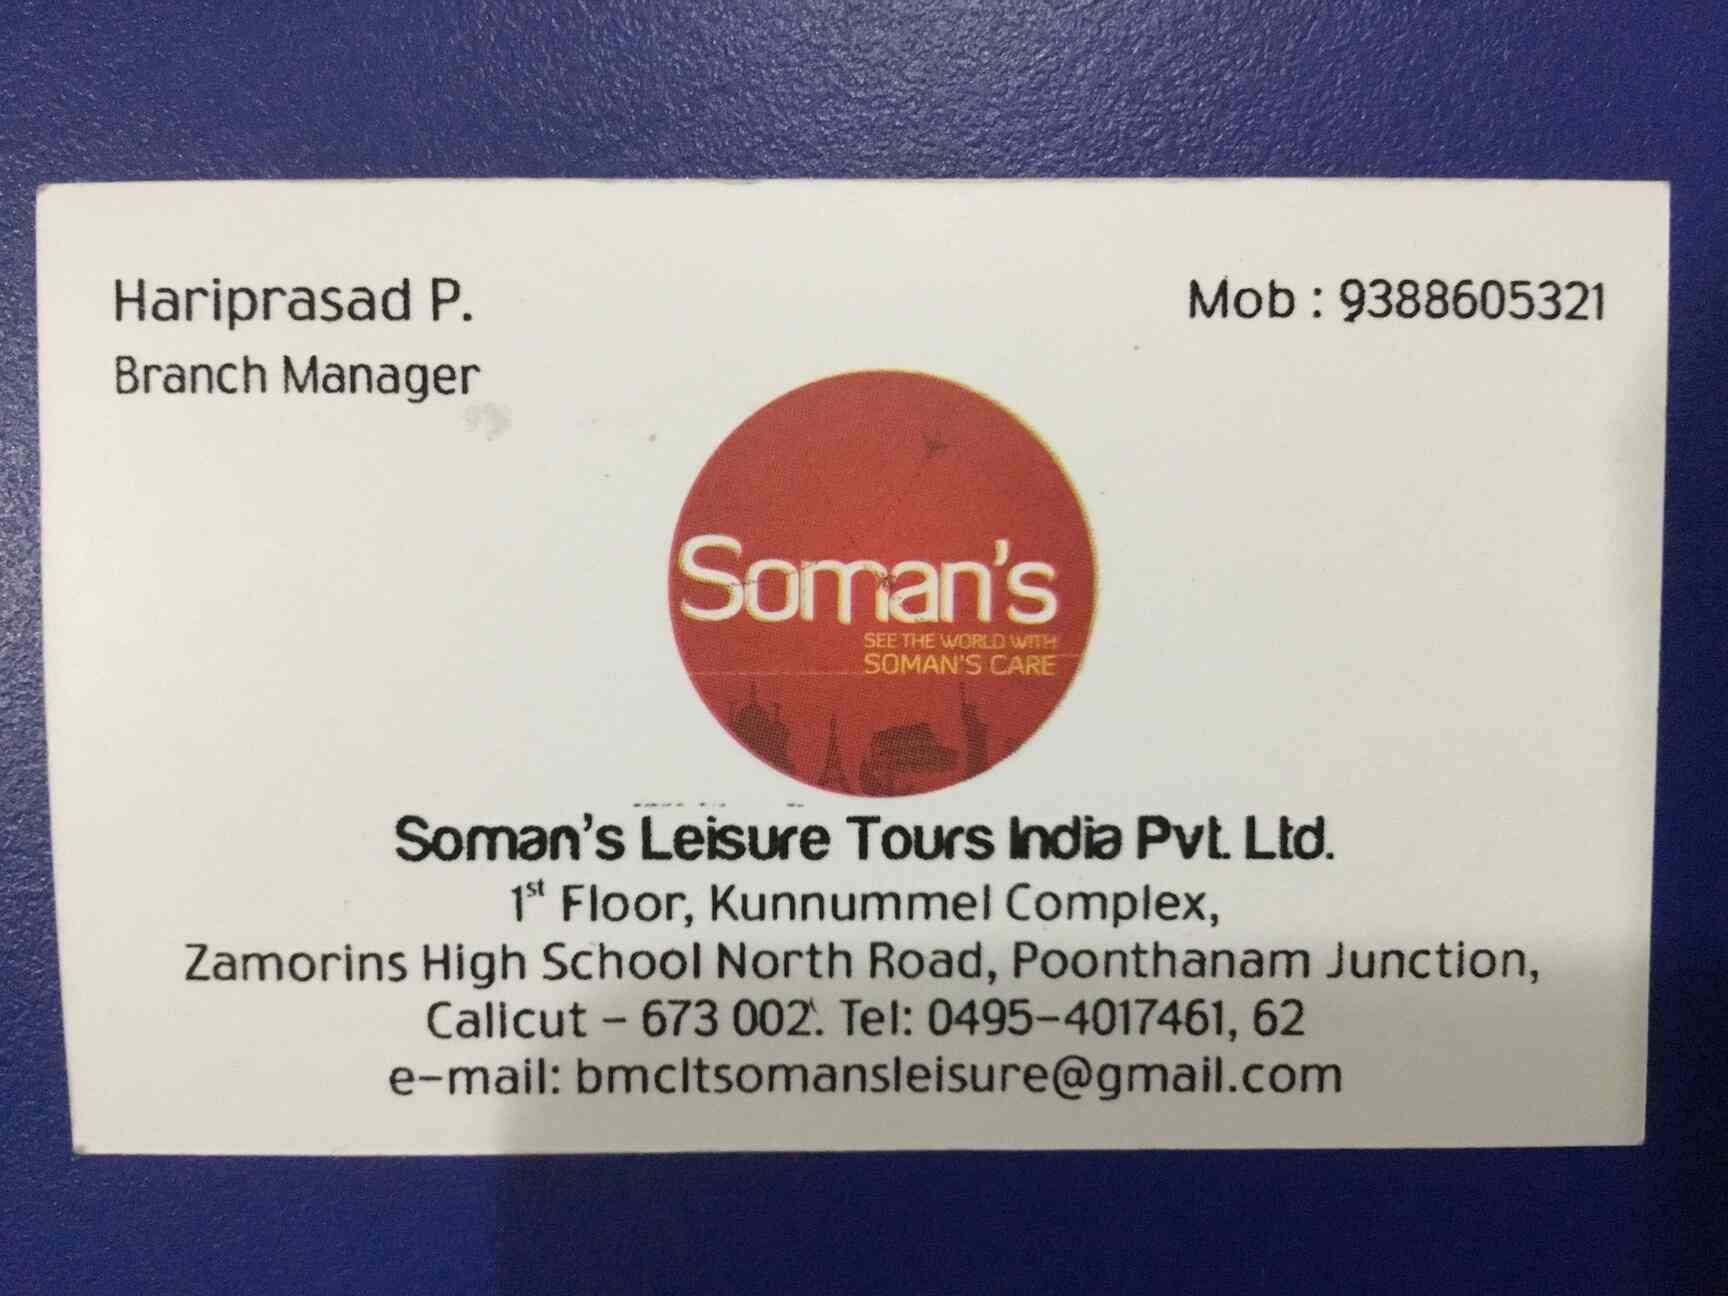 Hariprasad P.
Mob : 9388605321
Branch Manager
Soman's
SEE THE WORLD WITH
SOMAN'S CARE
Soman's Leisure Tours India Pvt. Ltd.
1st Floor, Kunnummel Complex,
Zamorins High School North Road, Poonthanam Junction,
Calicut – 673 002. Tel: 0495–4017461, 62
e–mail: bmcltsomansleisure@gmail.com